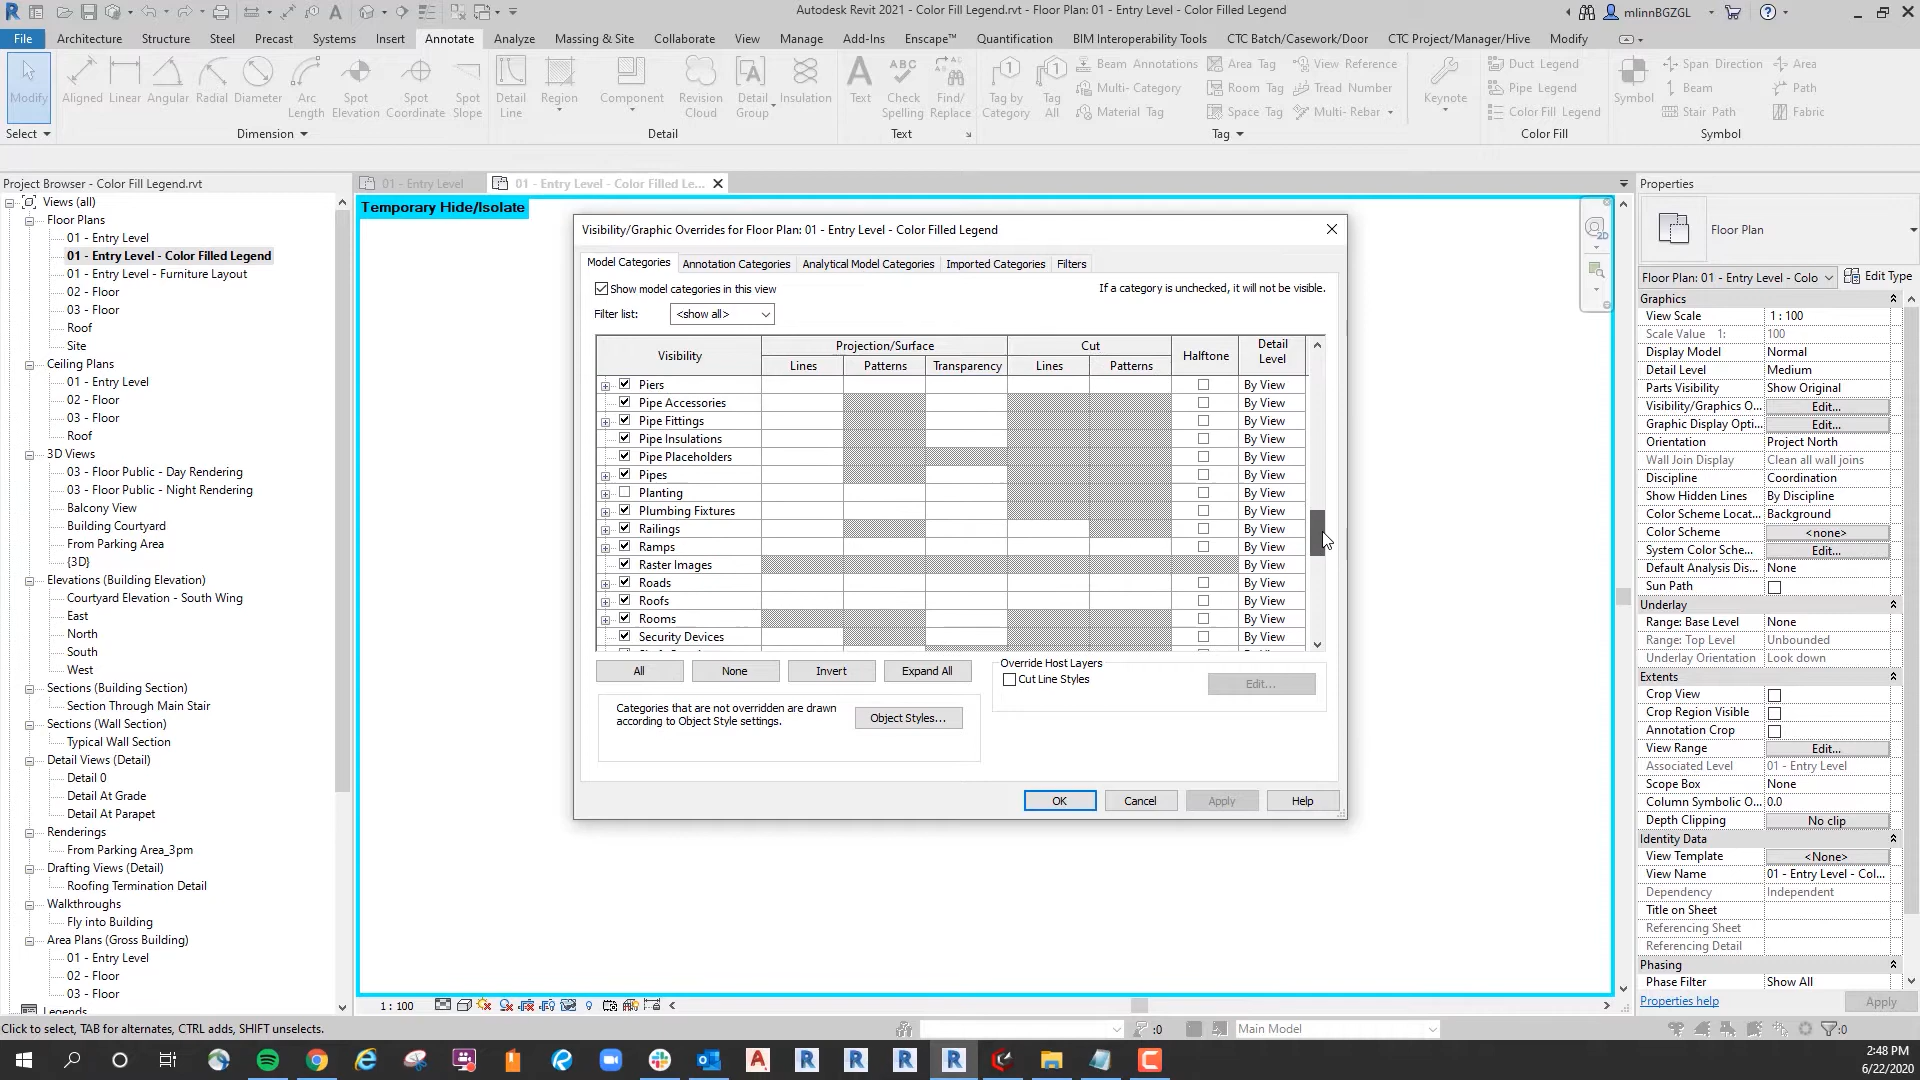 Autodesk Revit 2021 - Color Fill Legend.rvt - Floor Plan: 01 - Entry Level - Color Filled Legend
mlinnBGZGL
File Architecture Structure Steel Precast Systems Insert Annotate Analyze Massing & Site Collaborate View Manage Add-Ins Enscape™ Quantification BIM Interoperability Tools CTC Batch/Casework/Door CTC Project/Manager/Hive Modify
Modify
Aligned Linear Angular Radial Diameter Arc Length Spot Elevation Spot Coordinate Spot Slope
Detail Line Region Component Revision Cloud Detail Group Insulation
Text Check Spelling Find/ Replace
Tag by Category Tag All
Beam Annotations Area Tag View Reference
Multi- Category Room Tag Tread Number
Material Tag Space Tag Multi- Rebar
Keynote
Duct Legend
Pipe Legend
Color Fill Legend
Symbol
Span Direction Area
Beam Path
Stair Path Fabric
Select Dimension Detail Text Tag Color Fill Symbol
Project Browser - Color Fill Legend.rvt
Views (all)
Floor Plans
01 - Entry Level
01 - Entry Level - Color Filled Legend
01 - Entry Level - Furniture Layout
02 - Floor
03 - Floor
Roof
Site
Ceiling Plans
01 - Entry Level
02 - Floor
03 - Floor
Roof
3D Views
03 - Floor Public - Day Rendering
03 - Floor Public - Night Rendering
Balcony View
Building Courtyard
From Parking Area
{3D}
Elevations (Building Elevation)
Courtyard Elevation - South Wing
East
North
South
West
Sections (Building Section)
Section Through Main Stair
Sections (Wall Section)
Typical Wall Section
Detail Views (Detail)
Detail 0
Detail At Grade
Detail At Parapet
Renderings
From Parking Area_3pm
Drafting Views (Detail)
Roofing Termination Detail
Walkthroughs
Fly into Building
Area Plans (Gross Building)
01 - Entry Level
02 - Floor
03 - Floor
Legends
01 - Entry Level
01 - Entry Level - Color Filled Le...
Temporary Hide/Isolate
Visibility/Graphic Overrides for Floor Plan: 01 - Entry Level - Color Filled Legend
Model Categories Annotation Categories Analytical Model Categories Imported Categories Filters
Show model categories in this view
If a category is unchecked, it will not be visible.
Filter list: <show all>
Visibility Projection/Surface Cut Halftone Detail Level
Lines Patterns Transparency Lines Patterns
Piers By View
Pipe Accessories By View
Pipe Fittings By View
Pipe Insulations By View
Pipe Placeholders By View
Pipes By View
Planting By View
Plumbing Fixtures By View
Railings By View
Ramps By View
Raster Images By View
Roads By View
Roofs By View
Rooms By View
Security Devices By View
All None Invert Expand All
Override Host Layers
Cut Line Styles Edit...
Categories that are not overridden are drawn according to Object Style settings.
Object Styles...
OK Cancel Apply Help
Properties
2D
Floor Plan
Floor Plan: 01 - Entry Level - Colo Edit Type
Graphics
View Scale 1 : 100
Scale Value 1: 100
Display Model Normal
Detail Level Medium
Parts Visibility Show Original
Visibility/Graphics O... Edit...
Graphic Display Opti... Edit...
Orientation Project North
Wall Join Display Clean all wall joins
Discipline Coordination
Show Hidden Lines By Discipline
Color Scheme Locat... Background
Color Scheme <none>
System Color Sche... Edit...
Default Analysis Dis... None
Sun Path
Underlay
Range: Base Level None
Range: Top Level Unbounded
Underlay Orientation Look down
Extents
Crop View
Crop Region Visible
Annotation Crop
View Range Edit...
Associated Level 01 - Entry Level
Scope Box None
Column Symbolic O... 0.0
Depth Clipping No clip
Identity Data
View Template <None>
View Name 01 - Entry Level - Col...
Dependency Independent
Title on Sheet
Referencing Sheet
Referencing Detail
Phasing
Phase Filter Show All
Properties help Apply
1 : 100
Click to select, TAB for alternates, CTRL adds, SHIFT unselects.
:0 Main Model :0
2:48 PM
6/22/2020